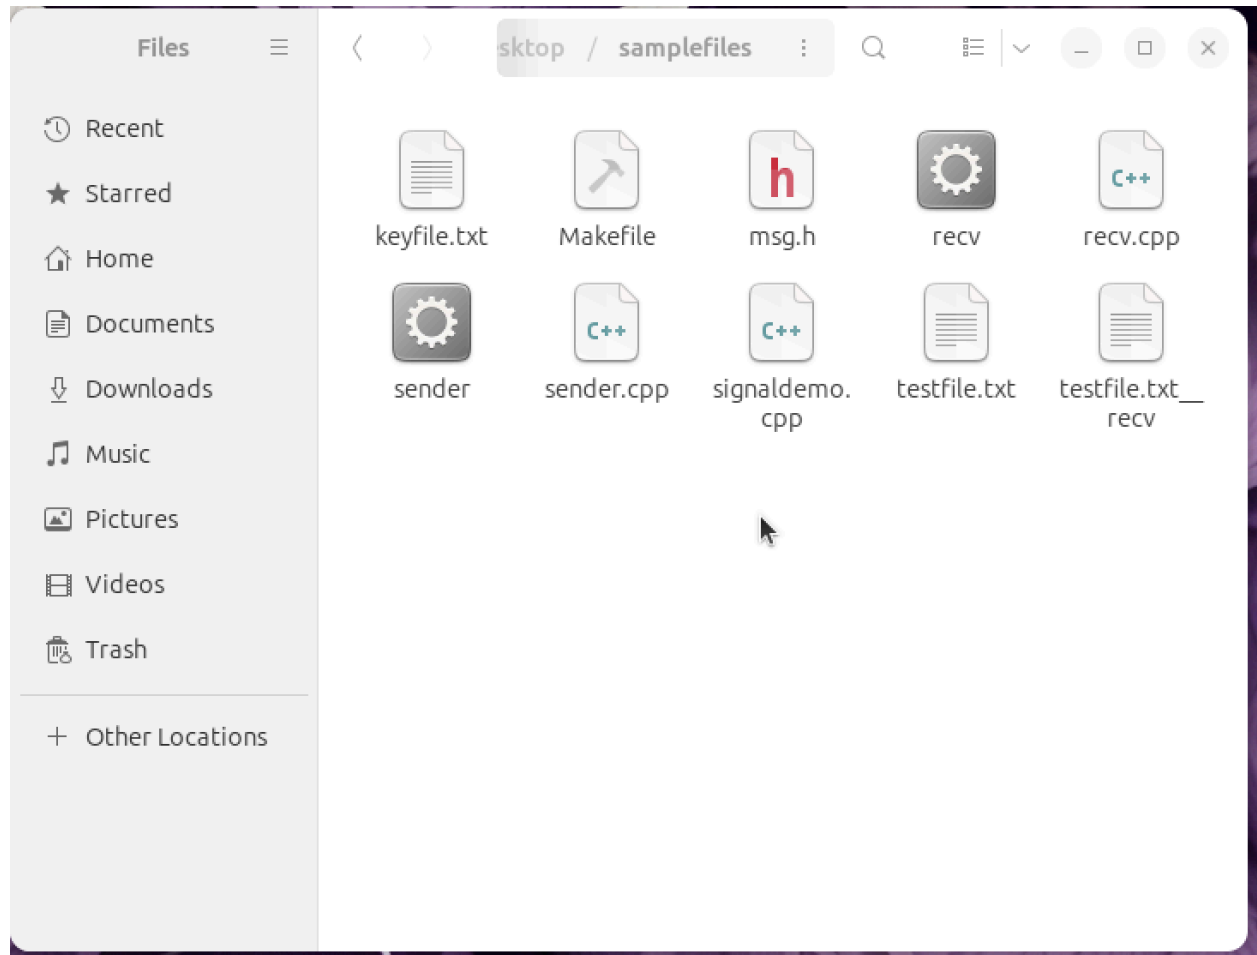 Files
sktop / samplefiles
Recent
Starred
Home
Documents
Downloads
Music
Pictures
Videos
Trash
+ Other Locations
keyfile.txt
Makefile
h
msg.h
recv
C++
recv.cpp
sender
C++
sender.cpp
C++
signaldemo.
cpp
testfile.txt
testfile.txt__
recv